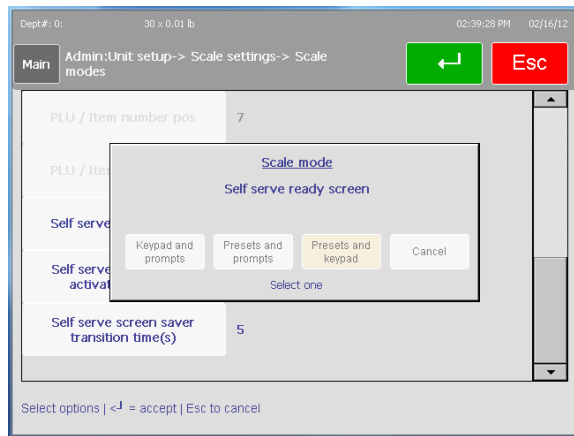 Dept#: 0: 30 x 0.01 lb 02:39:28 PM 02/16/12
Main
Admin:Unit setup-> Scale settings-> Scale
modes
Esc
PLU / Item number pos 7
PLU / Ite
Scale mode
Self serve ready screen
Self serve
Keypad and
prompts
Presets and
prompts
Presets and
keypad
Cancel
Self serve
activat
Select one
Self serve screen saver
transition time(s)
5
Select options | <┘ = accept | Esc to cancel